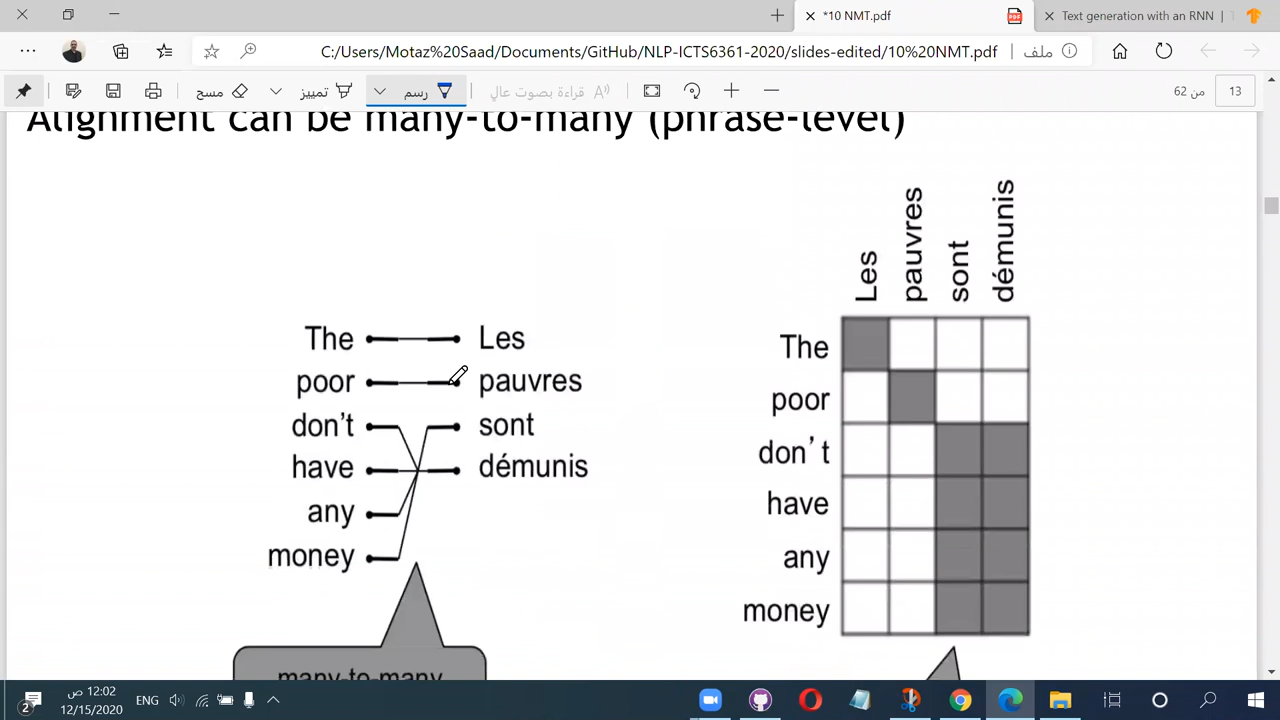 *10 NMT.pdf
Text generation with an RNN
C:/Users/Motaz%20Saad/Documents/GitHub/NLP-ICTS6361-2020/slides-edited/10%20NMT.pdf
ملف
مسح
تمييز
رسم
قراءة بصوت عالٍ
من 62
13
Alignment can be many-to-many (phrase-level)
The Les
poor pauvres
don't sont
have démunis
any
money
many-to-many
Les pauvres sont démunis
The
poor
don't
have
any
money
2
12:02 ص
12/15/2020
ENG